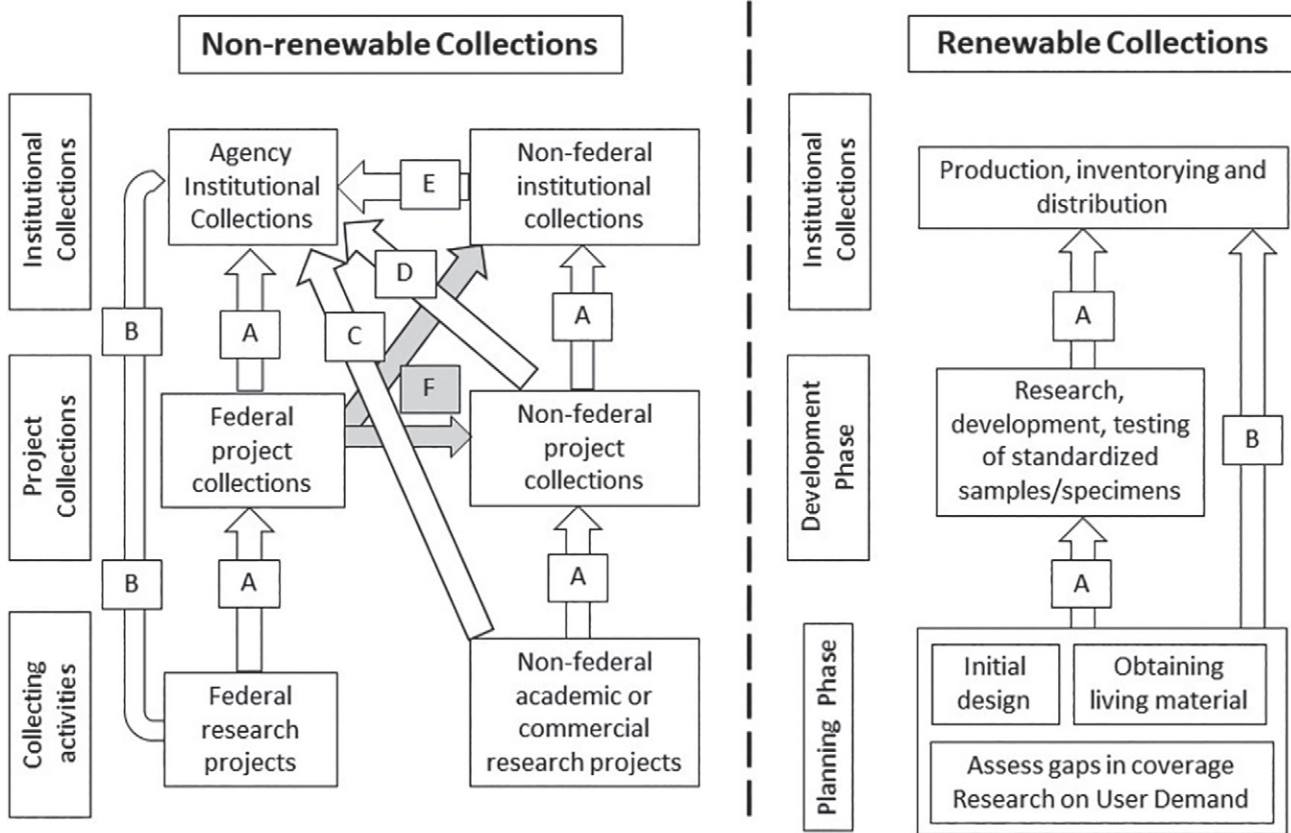 Non-renewable Collections
Institutional
Collections
Agency
Institutional
Collections
E
Non-federal
institutional
collections
D
B
A
C
A
Project
Collections
F
Federal
project
collections
Non-federal
project
collections
B
A
A
Collecting
activities
Federal
research
projects
Non-federal
academic or
commercial
research projects
Renewable Collections
Institutional
Collections
Production, inventorying and
distribution
A
Development
Phase
Research,
development, testing
of standardized
samples/specimens
B
A
Planning Phase
Initial
design
Obtaining
living material
Assess gaps in coverage
Research on User Demand